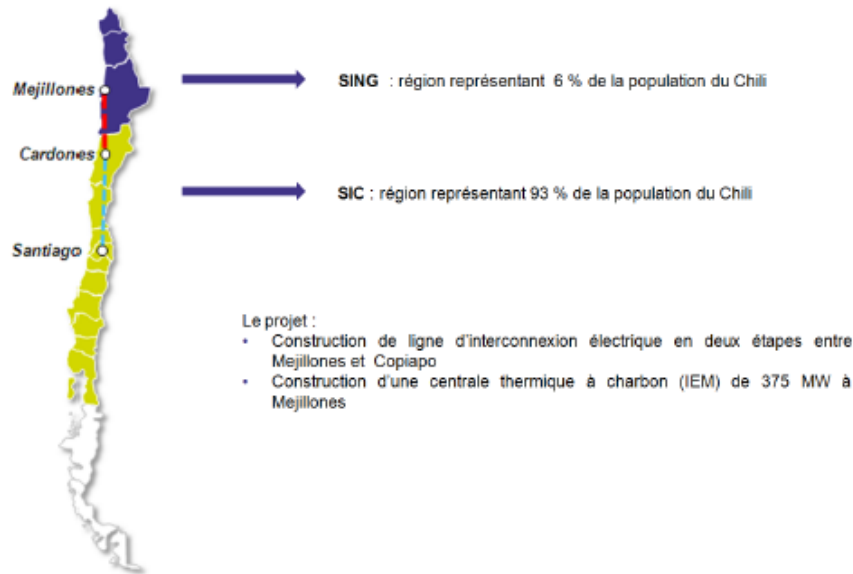 Mejillones
SING : région représentant 6 % de la population du Chili
Cardones
SIC : région représentant 93 % de la population du Chili
Santiago
Le projet :
• Construction de ligne d'interconnexion électrique en deux étapes entre
Mejillones et Copiapo
• Construction d'une centrale thermique à charbon (IEM) de 375 MW à
Mejillones